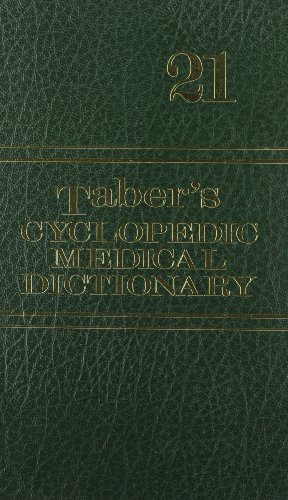 21
Taber's
CYCLOPEDIC
MEDICAL
DICTIONARY